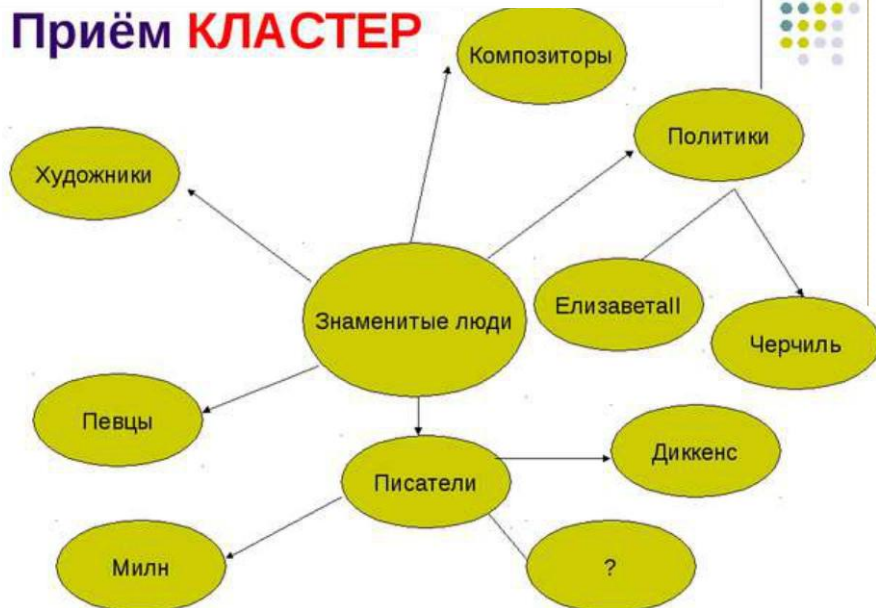 Приём КЛАСТЕР
Композиторы
Политики
Художники
Знаменитые люди
ЕлизаветаII
Черчиль
Певцы
Писатели
Диккенс
Милн
?